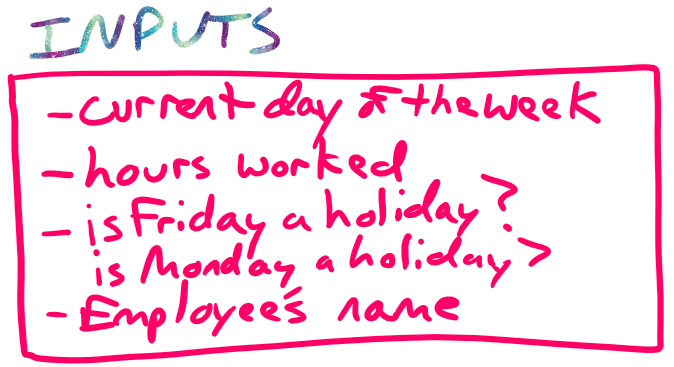 INPUTS
- current day of the week
- hours worked
- is Friday a holiday?
is Monday a holiday?
- Employee's name